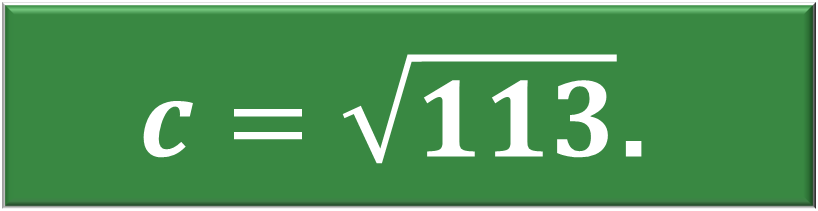 c = √113.